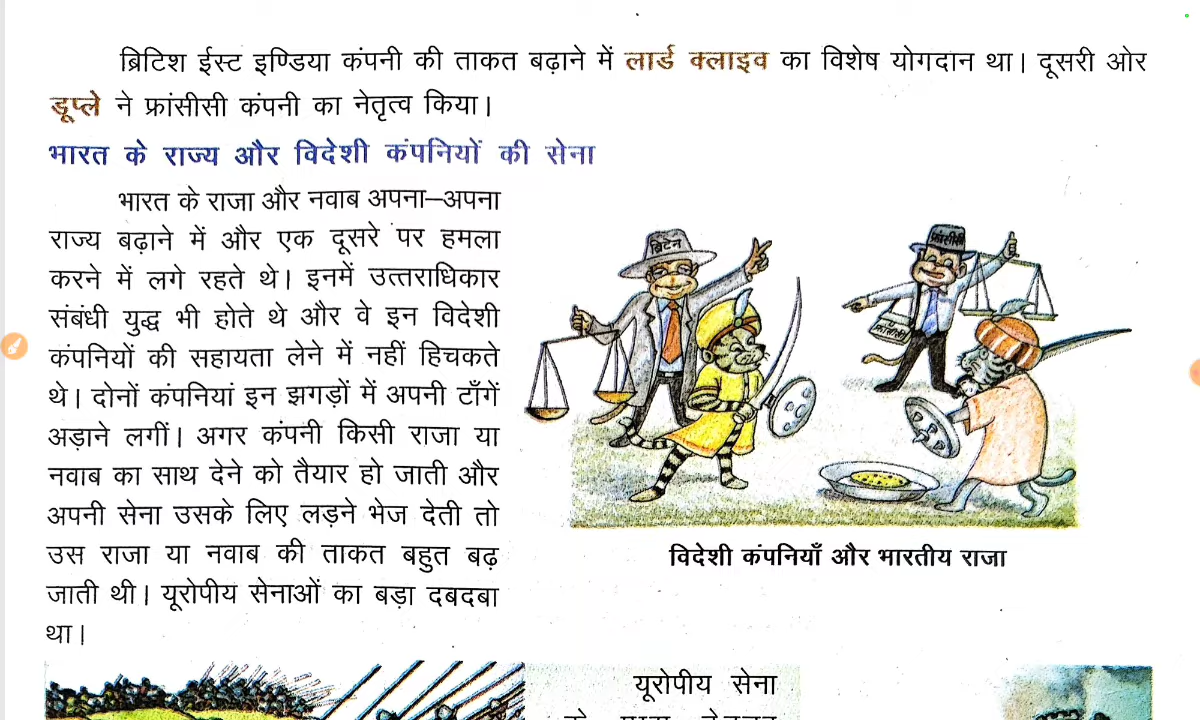 ब्रिटिश ईस्ट इण्डिया कंपनी की ताकत बढ़ाने में लार्ड क्लाइव का विशेष योगदान था। दूसरी ओर
डूप्ले ने फ्रांसीसी कंपनी का नेतृत्व किया।
भारत के राज्य और विदेशी कंपनियों की सेना
भारत के राजा और नवाब अपना–अपना
राज्य बढ़ाने में और एक दूसरे पर हमला
करने में लगे रहते थे। इनमें उत्तराधिकार
संबंधी युद्ध भी होते थे और वे इन विदेशी
कंपनियों की सहायता लेने में नहीं हिचकते
थे। दोनों कंपनियां इन झगड़ों में अपनी टाँगें
अड़ाने लगीं। अगर कंपनी किसी राजा या
नवाब का साथ देने को तैयार हो जाती और
अपनी सेना उसके लिए लड़ने भेज देती तो
उस राजा या नवाब की ताकत बहुत बढ़
जाती थी। यूरोपीय सेनाओं का बड़ा दबदबा
था।
ब्रिटेन
फ्रांसीसी
फ्रांसीसी
विदेशी कंपनियाँ और भारतीय राजा
यूरोपीय सेना